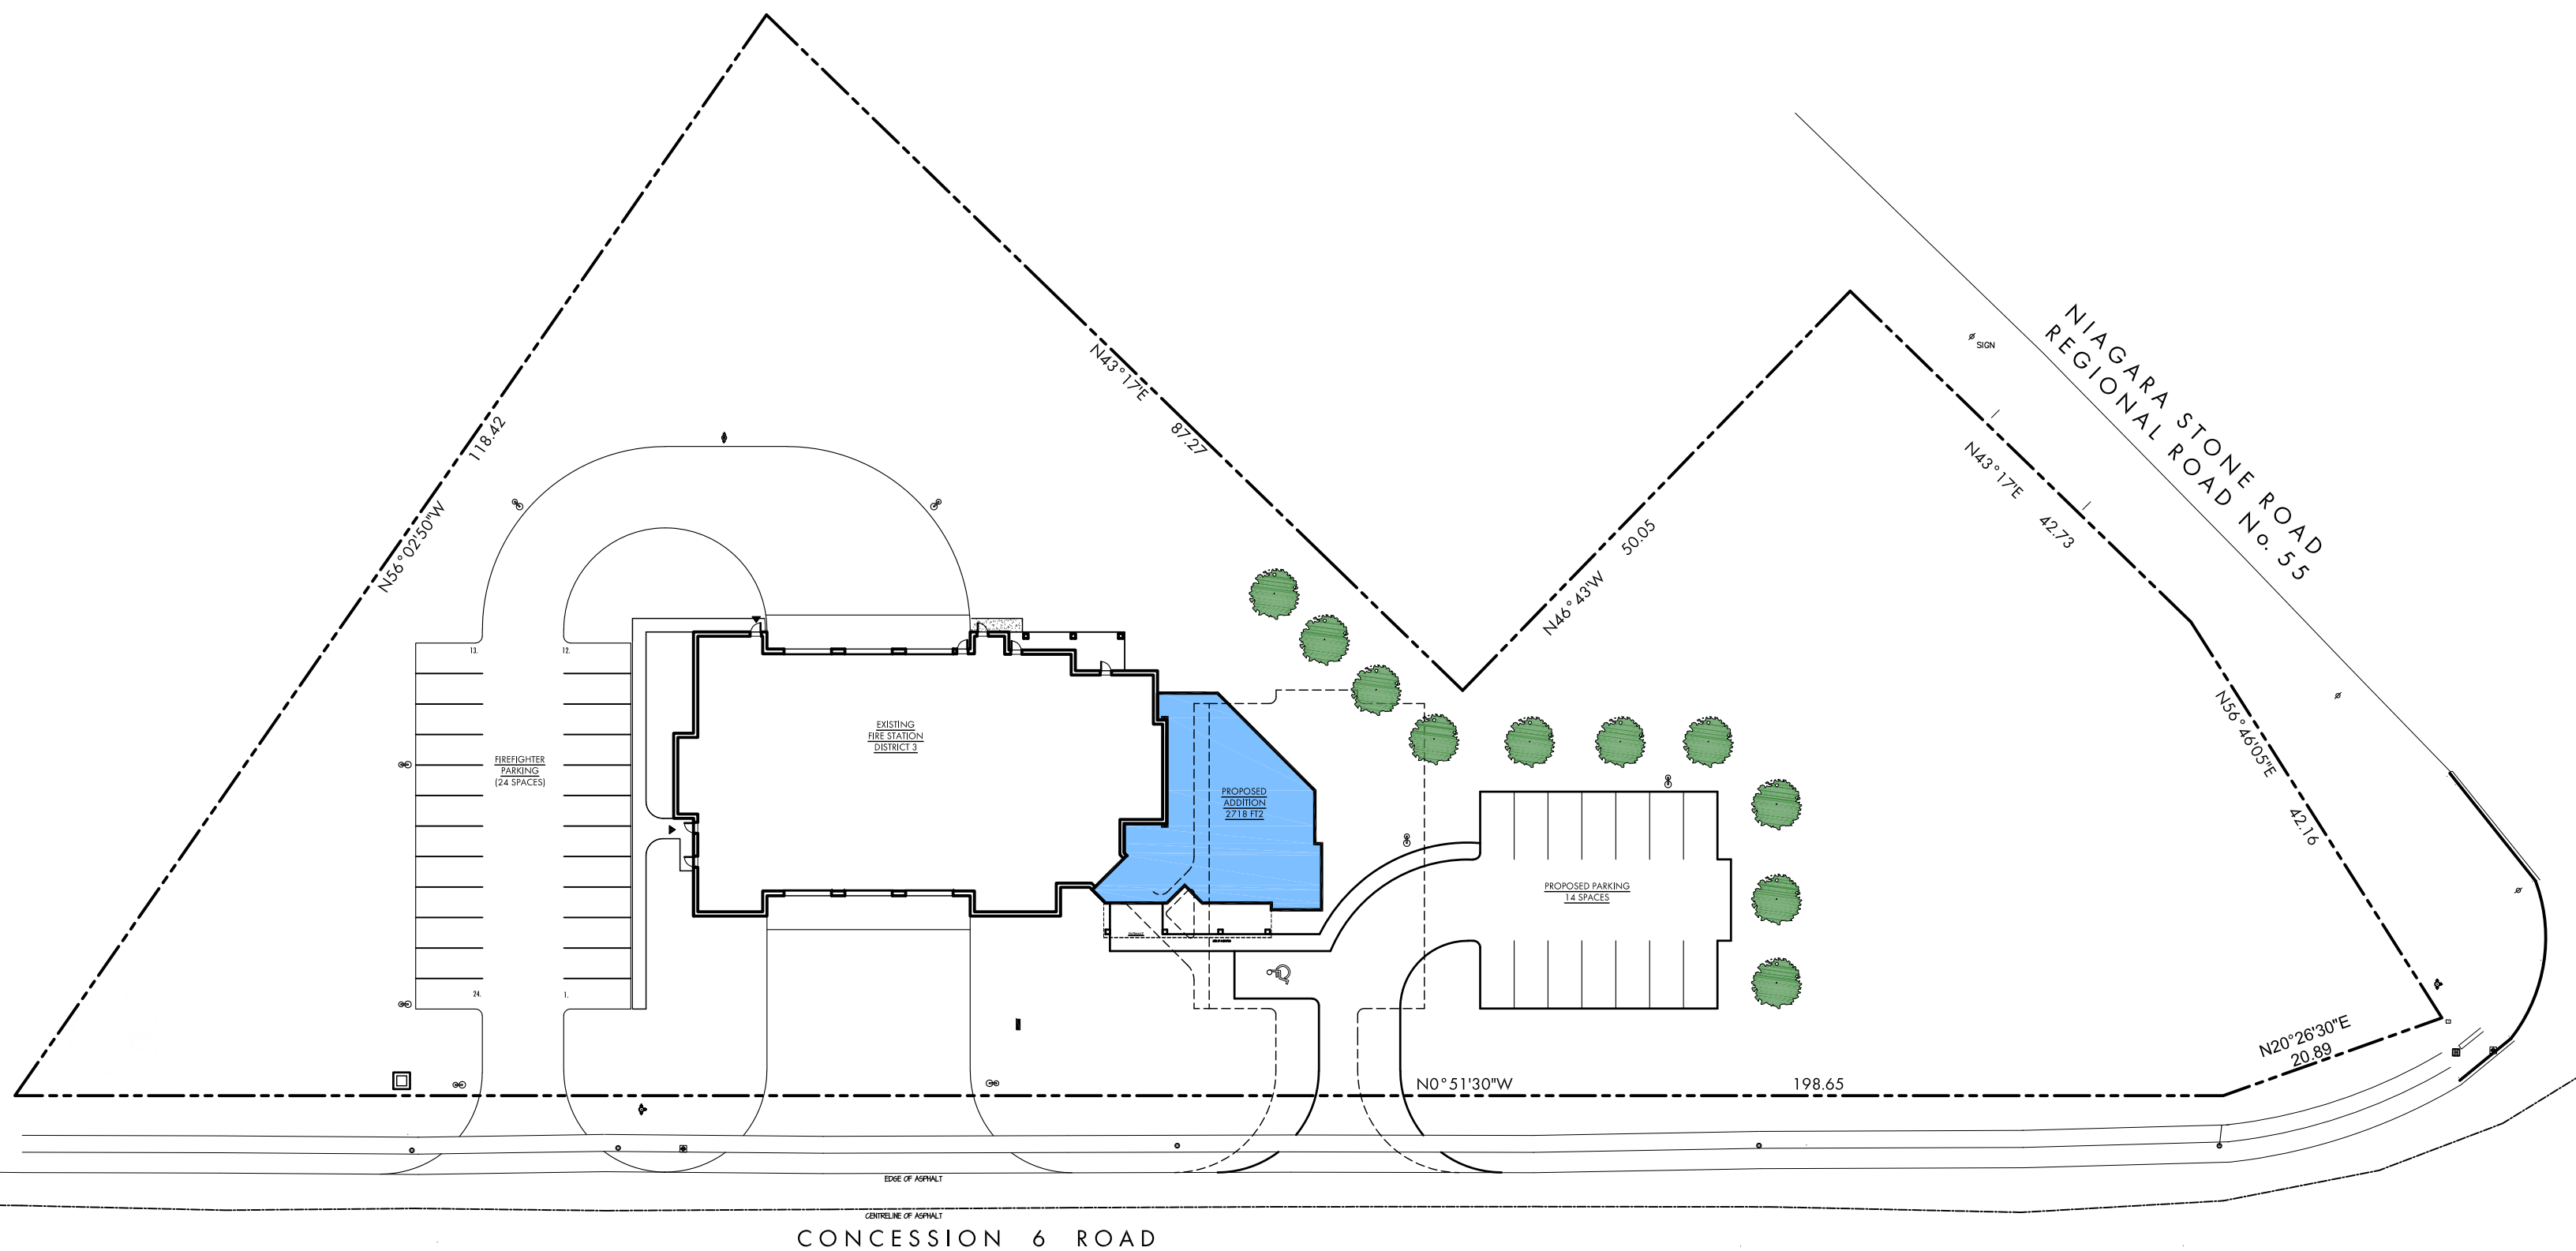 NIAGARA STONE ROAD
REGIONAL ROAD No. 55
SIGN
N43°17'E
87.27
118.42
N56°02'50"W
N46°43'W
50.05
N43°17'E
42.73
N56°46'05"E
42.16
N20°26'30"E
20.89
13.
12.
24.
1.
FIREFIGHTER
PARKING
(24 SPACES)
EXISTING
FIRE STATION
DISTRICT 3
PROPOSED
ADDITION
2718 FT2
PROPOSED PARKING
14 SPACES
N0°51'30"W
198.65
EDGE OF ASPHALT
CENTRELINE OF ASPHALT
CONCESSION 6 ROAD